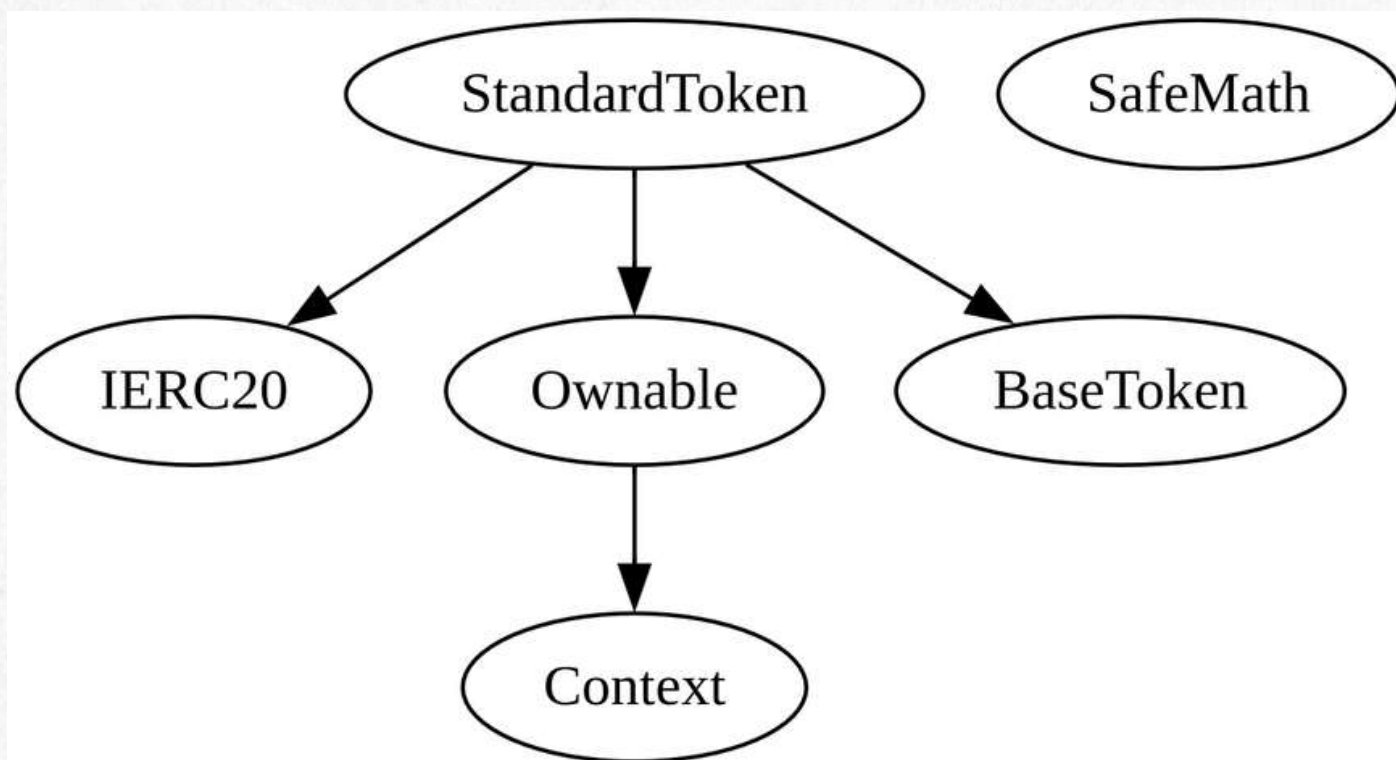 StandardToken
SafeMath
IERC20
Ownable
BaseToken
Context